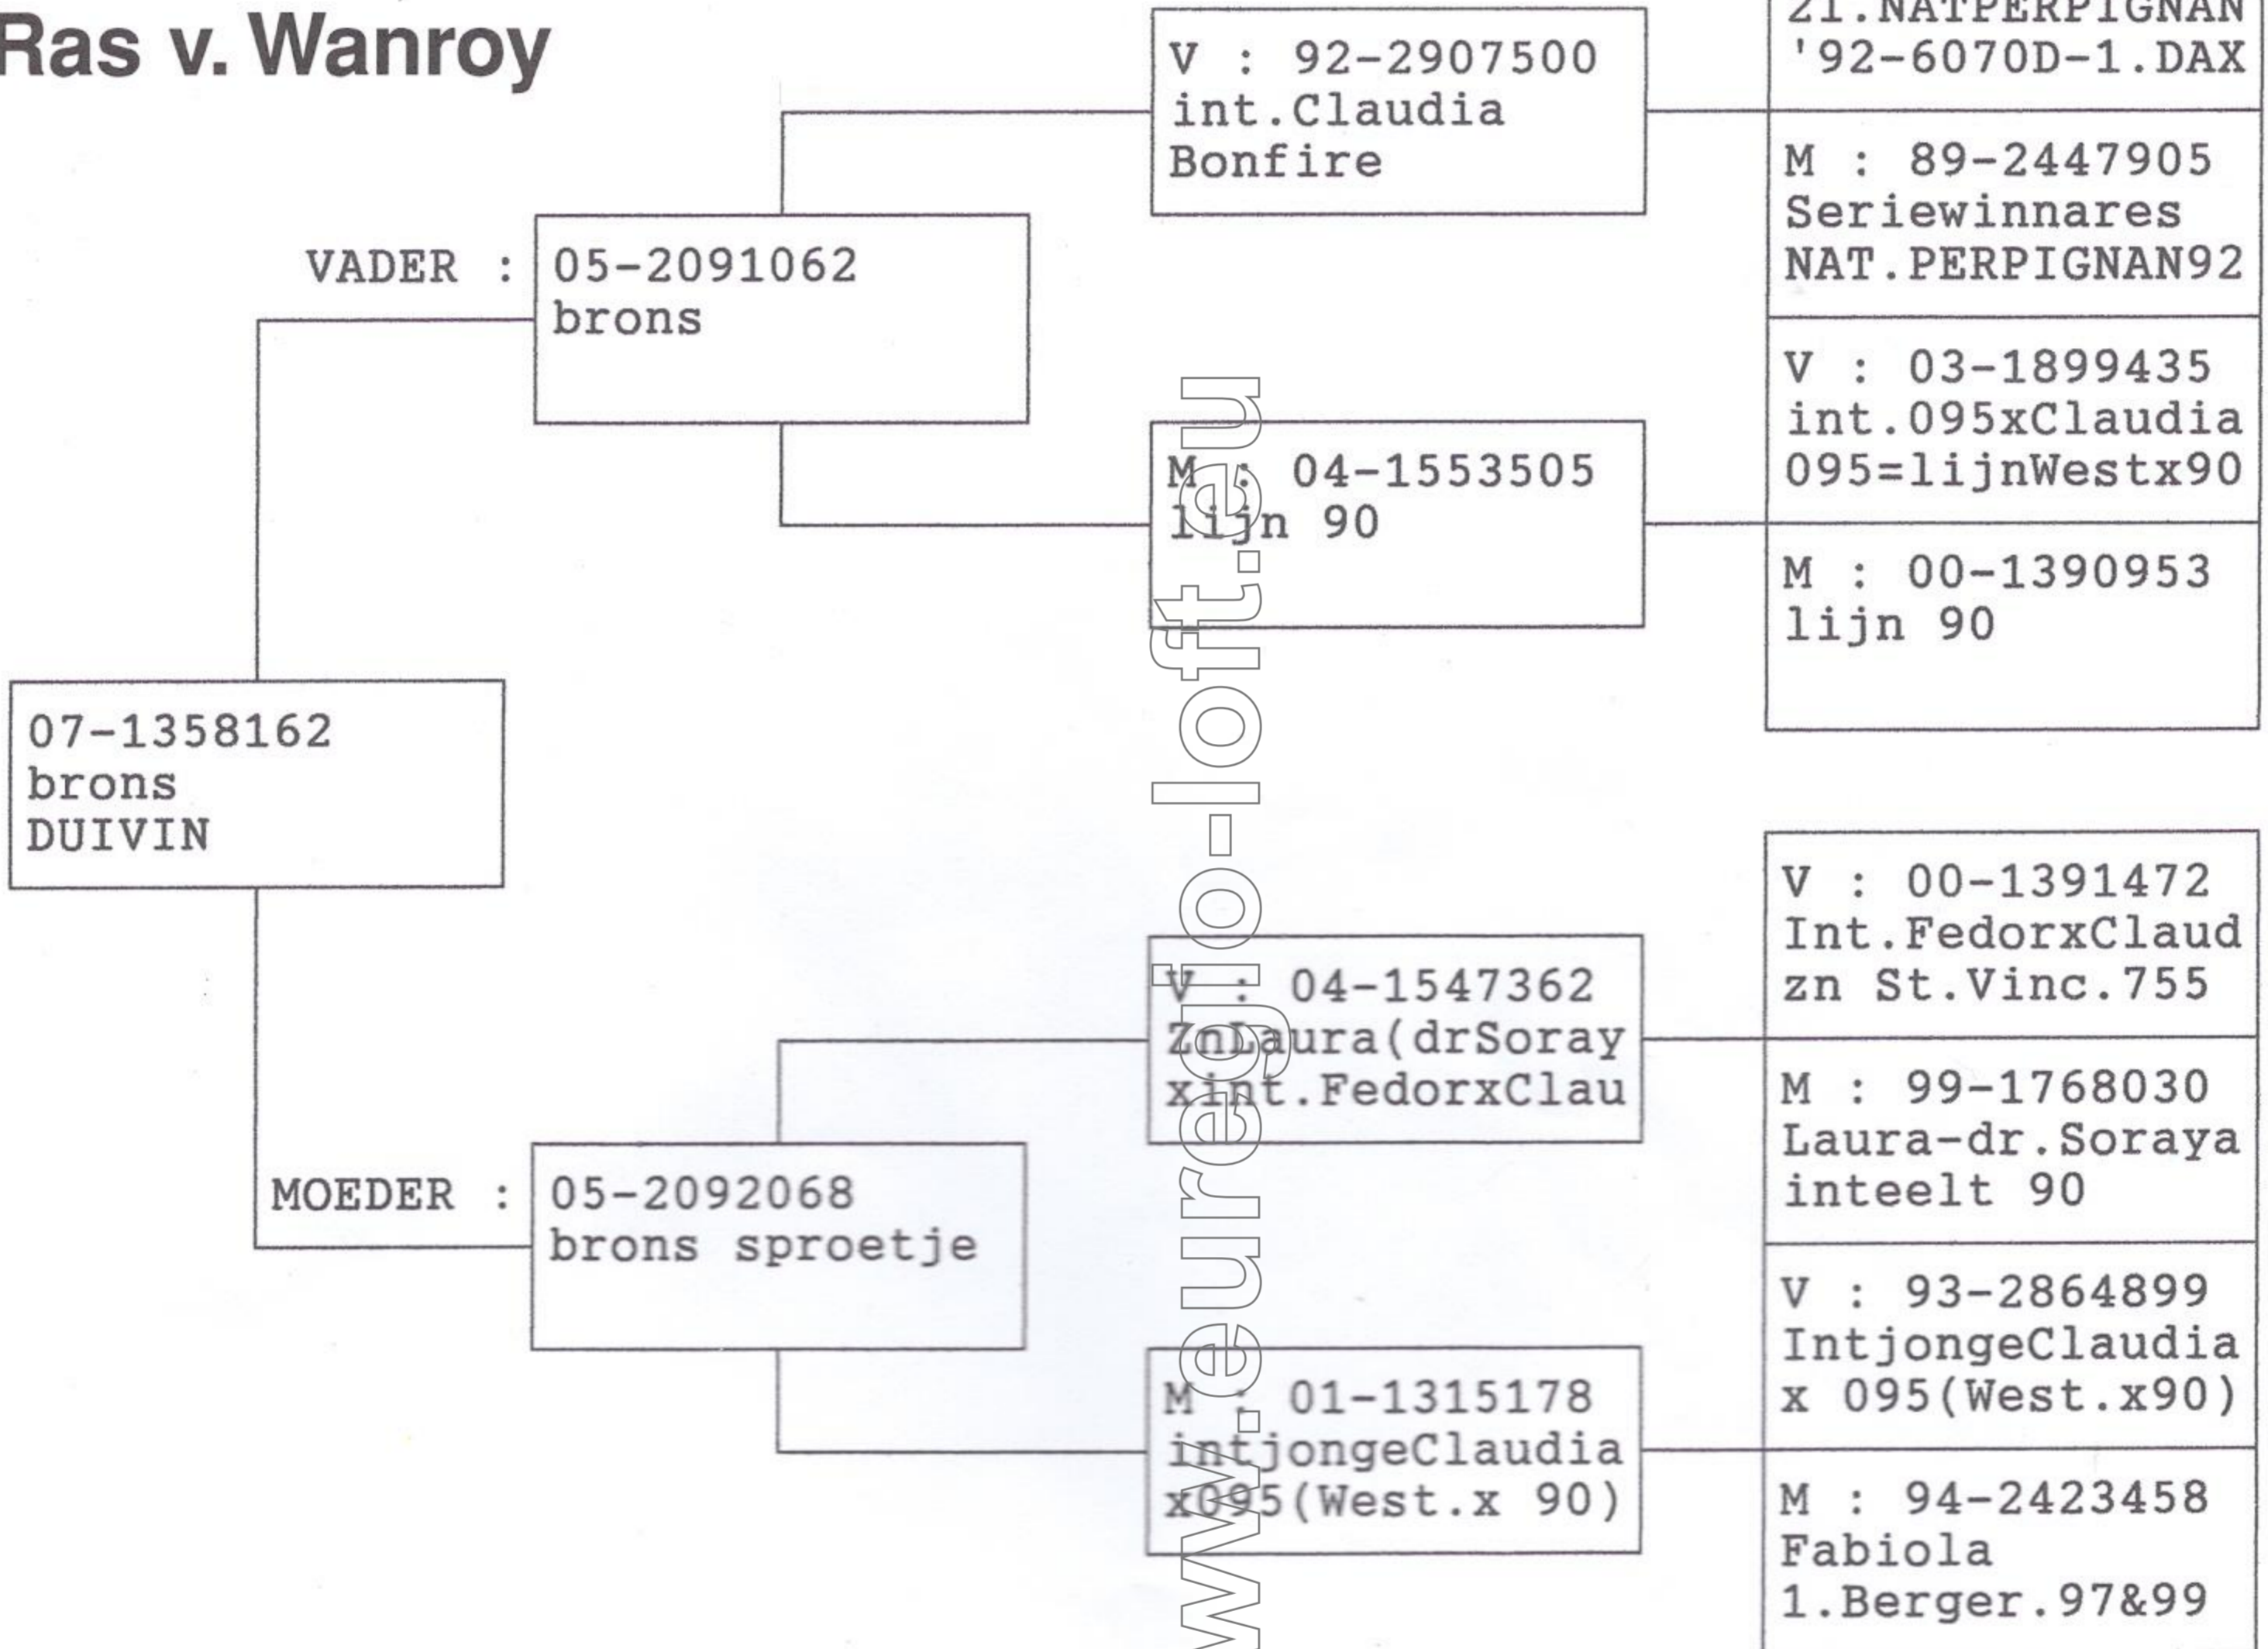 Ras v. Wanroy
21.NATPERPIGNAN
'92-6070D-1.DAX
V : 92-2907500
int.Claudia
Bonfire
M : 89-2447905
Seriewinnares
NAT.PERPIGNAN92
VADER :
05-2091062
brons
V : 03-1899435
int.095xClaudia
095=lijnWestx90
M : 04-1553505
lijn 90
M : 00-1390953
lijn 90
07-1358162
brons
DUIVIN
V : 00-1391472
Int.FedorxClaud
zn St.Vinc.755
V : 04-1547362
ZnLaura(drSoray
xint.FedorxClau
M : 99-1768030
Laura-dr.Soraya
inteelt 90
MOEDER :
05-2092068
brons sproetje
V : 93-2864899
IntjongeClaudia
x 095(West.x90)
M : 01-1315178
intjongeClaudia
x095(West.x 90)
M : 94-2423458
Fabiola
1.Berger.97&99
www.euregio-loft.eu